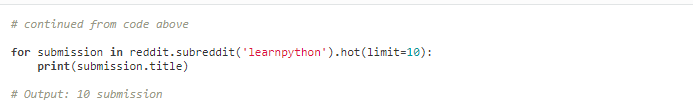 # continued from code above
for submission in reddit.subreddit('learnpython').hot(limit=10):
    print(submission.title)
# Output: 10 submission